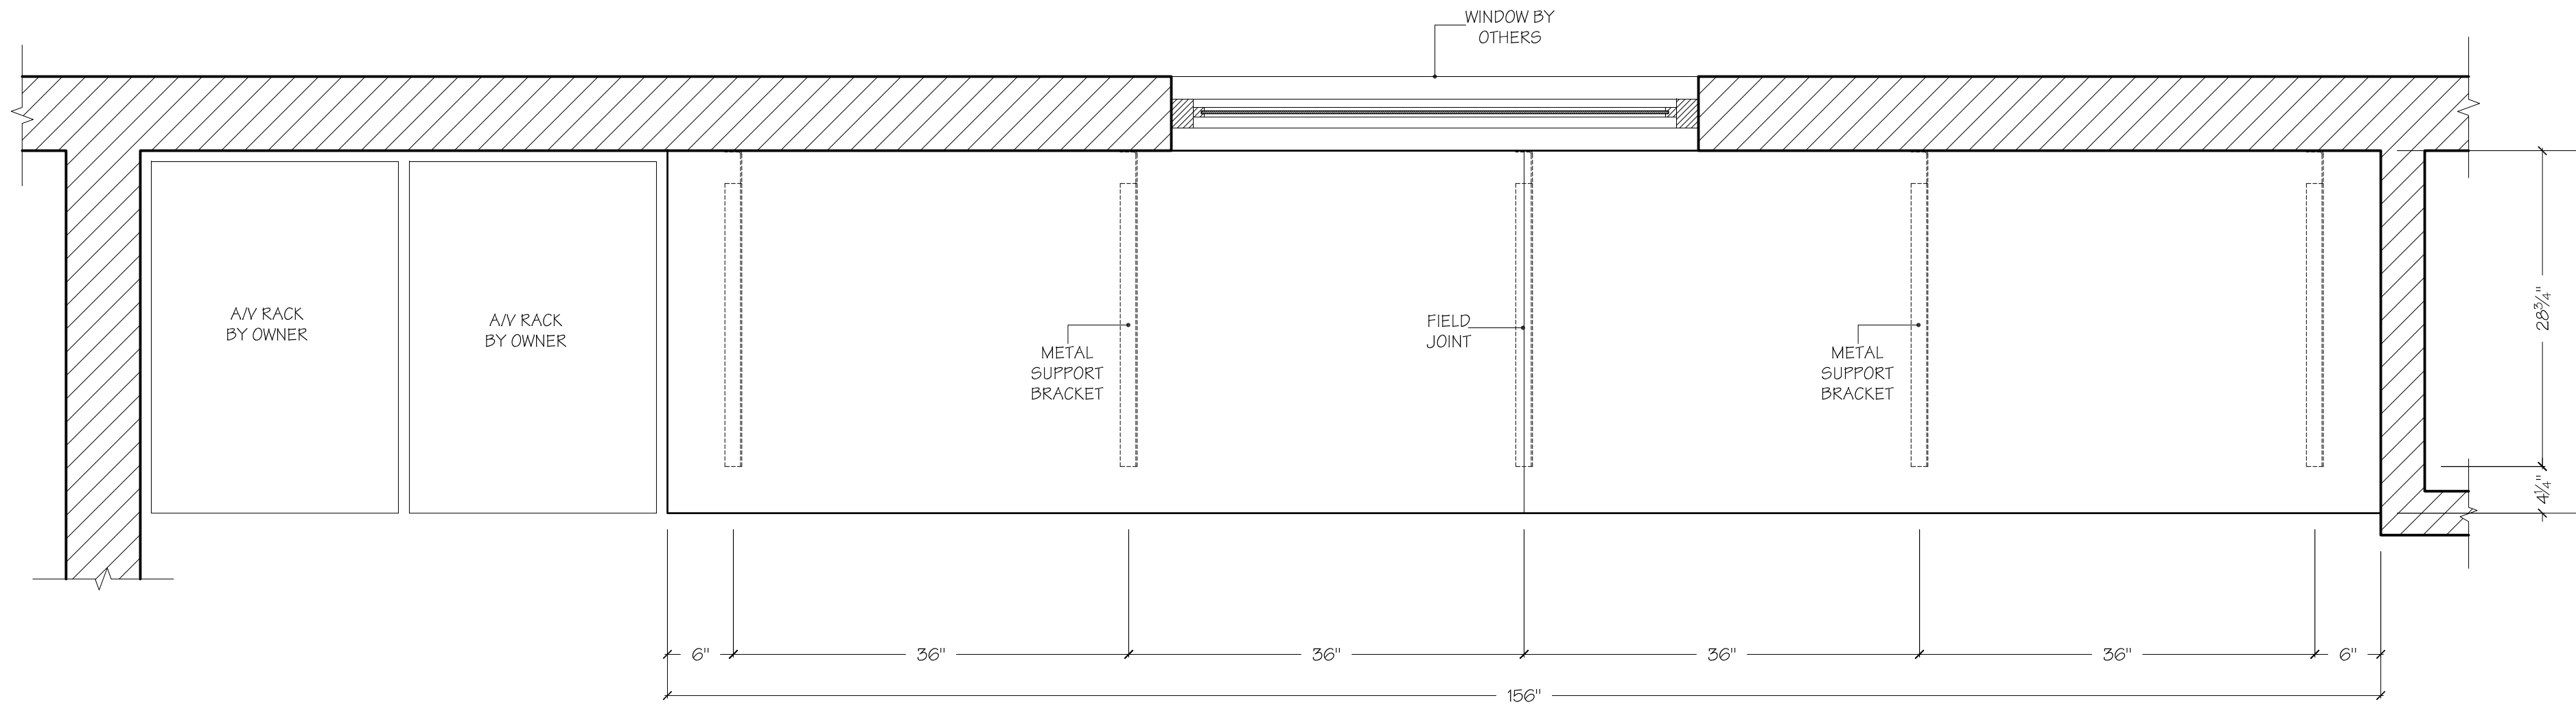 WINDOW BY
OTHERS
A/V RACK
BY OWNER
A/V RACK
BY OWNER
METAL
SUPPORT
BRACKET
FIELD
JOINT
METAL
SUPPORT
BRACKET
28¾"
4¼"
6"
36"
36"
36"
36"
6"
156"